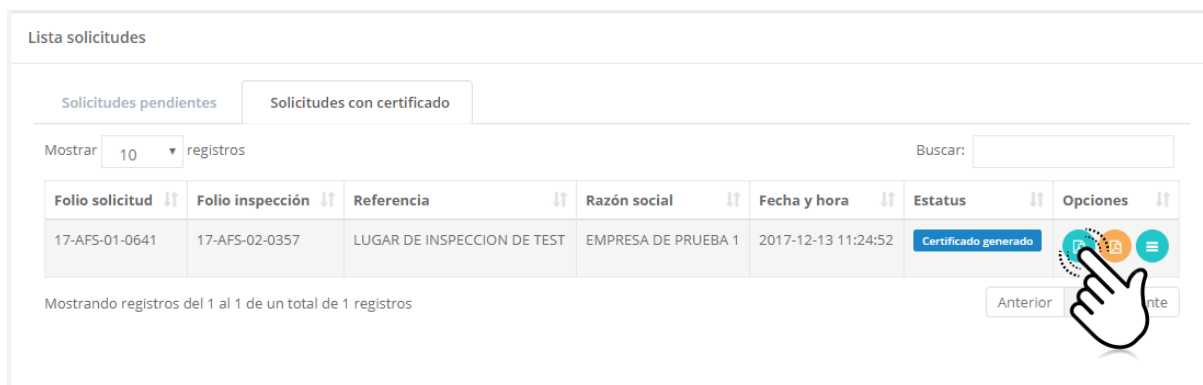 Lista solicitudes
Solicitudes pendientes Solicitudes con certificado
Mostrar 10 registros Buscar:
Folio solicitud Folio inspección Referencia Razón social Fecha y hora Estatus Opciones
17-AFS-01-0641 17-AFS-02-0357 LUGAR DE INSPECCION DE TEST EMPRESA DE PRUEBA 1 2017-12-13 11:24:52 Certificado generado
Mostrando registros del 1 al 1 de un total de 1 registros Anterior